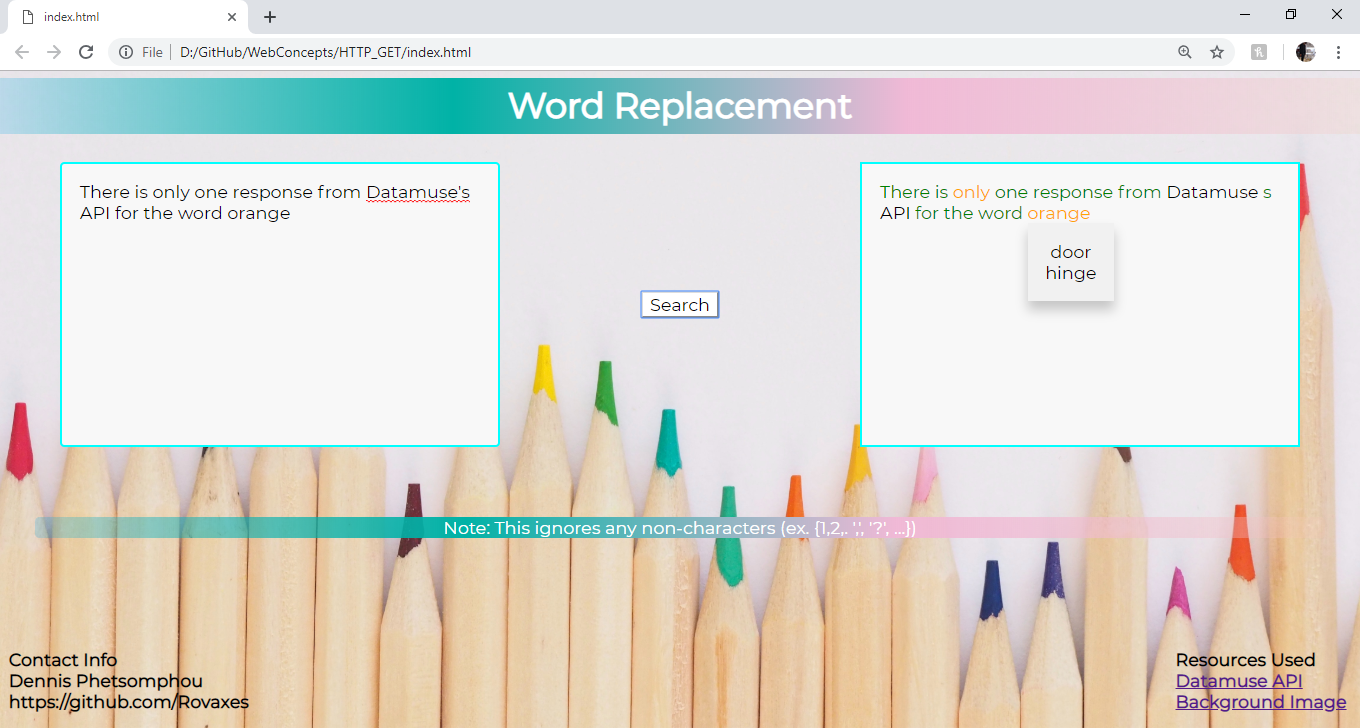 index.html
File
D:/GitHub/WebConcepts/HTTP_GET/index.html
Word Replacement
There is only one response from Datamuse's
API for the word orange
Search
There is only one response from Datamuse s
API for the word orange
door
hinge
Note: This ignores any non-characters (ex. {1,2,. ',', '?', ...})
Contact Info
Dennis Phetsomphou
https://github.com/Rovaxes
Resources Used
Datamuse API
Background Image